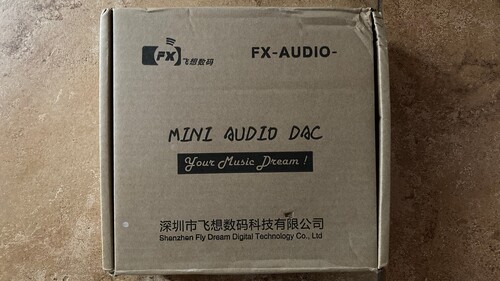 FX 飞想数码
FX-AUDIO-
MINI AUDIO DAC
Your Music Dream !
深圳市飞想数码科技有限公司
Shenzhen Fly Dream Digital Technology Co., Ltd